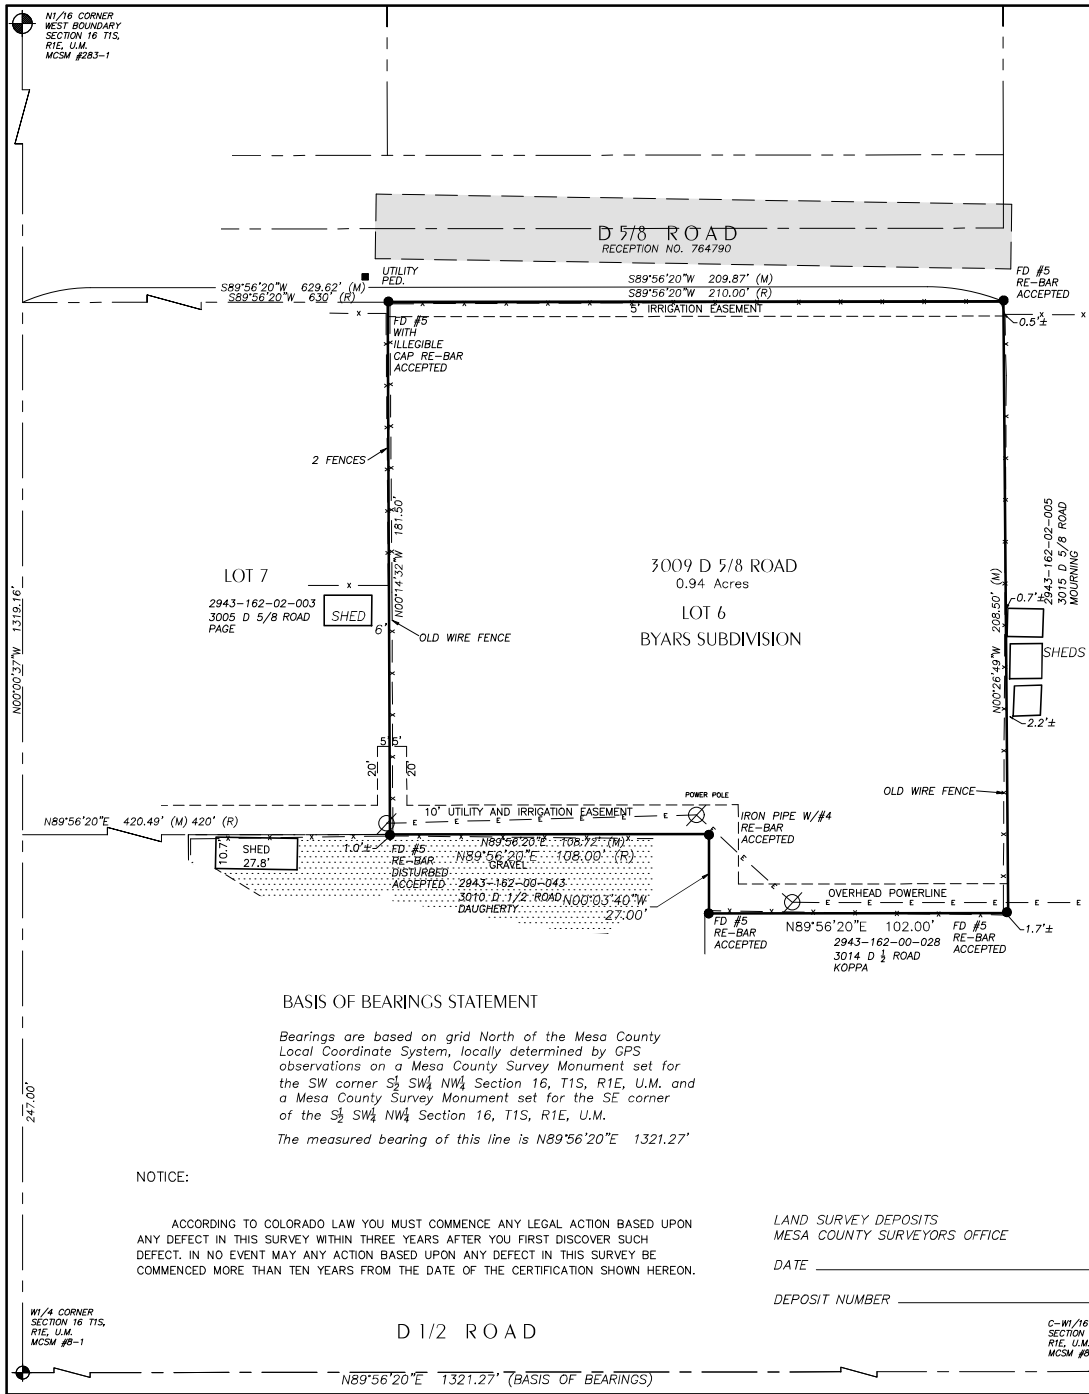 N1/16 CORNER
WEST BOUNDARY
SECTION 16 T1S,
R1E, U.M.
MCSM #283-1
D 5/8 ROAD
RECEPTION NO. 764790
UTILITY
PED.
S89°56'20"W 629.62' (M)
S89°56'20"W 630' (R)
S89°56'20"W 209.87' (M)
S89°56'20"W 210.00' (R)
5' IRRIGATION EASEMENT
FD #5
RE-BAR
ACCEPTED
0.5'±
FD #5
WITH
ILLEGIBLE
CAP RE-BAR
ACCEPTED
2 FENCES
N00°14'32"W 181.50'
LOT 7
2943-162-02-003
3005 D 5/8 ROAD
PAGE
SHED
6'
OLD WIRE FENCE
3009 D 5/8 ROAD
0.94 Acres
LOT 6
BYARS SUBDIVISION
N00°26'49"W 208.50' (M)
2943-162-02-005
3015 D 5/8 ROAD
MOURNING
0.7'±
SHEDS
2.2'±
N00°00'37"W 1319.16'
5'5'
20'
20'
OLD WIRE FENCE
POWER POLE
10' UTILITY AND IRRIGATION EASEMENT
IRON PIPE W/#4
RE-BAR
ACCEPTED
N89°56'20"E 420.49' (M) 420' (R)
10.7'
SHED
27.8'
1.0'±
FD #5
RE-BAR
DISTURBED
ACCEPTED
N89°56'20"E 108.72' (M)
N89°56'20"E 108.00' (R)
GRAVEL
2943-162-00-043
3010 D 1/2 ROAD
DAUGHERTY
N00°03'40"W
27.00'
OVERHEAD POWERLINE
FD #5
RE-BAR
ACCEPTED
N89°56'20"E 102.00'
2943-162-00-028
3014 D ½ ROAD
KOPPA
FD #5
RE-BAR
ACCEPTED
1.7'±
BASIS OF BEARINGS STATEMENT
Bearings are based on grid North of the Mesa County
Local Coordinate System, locally determined by GPS
observations on a Mesa County Survey Monument set for
the SW corner S½ SW¼ NW¼ Section 16, T1S, R1E, U.M. and
a Mesa County Survey Monument set for the SE corner
of the S½ SW¼ NW¼ Section 16, T1S, R1E, U.M.
The measured bearing of this line is N89°56'20"E 1321.27'
247.00'
NOTICE:
ACCORDING TO COLORADO LAW YOU MUST COMMENCE ANY LEGAL ACTION BASED UPON
ANY DEFECT IN THIS SURVEY WITHIN THREE YEARS AFTER YOU FIRST DISCOVER SUCH
DEFECT. IN NO EVENT MAY ANY ACTION BASED UPON ANY DEFECT IN THIS SURVEY BE
COMMENCED MORE THAN TEN YEARS FROM THE DATE OF THE CERTIFICATION SHOWN HEREON.
LAND SURVEY DEPOSITS
MESA COUNTY SURVEYORS OFFICE
DATE
DEPOSIT NUMBER
W1/4 CORNER
SECTION 16 T1S,
R1E, U.M.
MCSM #8-1
D 1/2 ROAD
C-W1/16
SECTION
R1E, U.M.
MCSM #8
N89°56'20"E 1321.27' (BASIS OF BEARINGS)